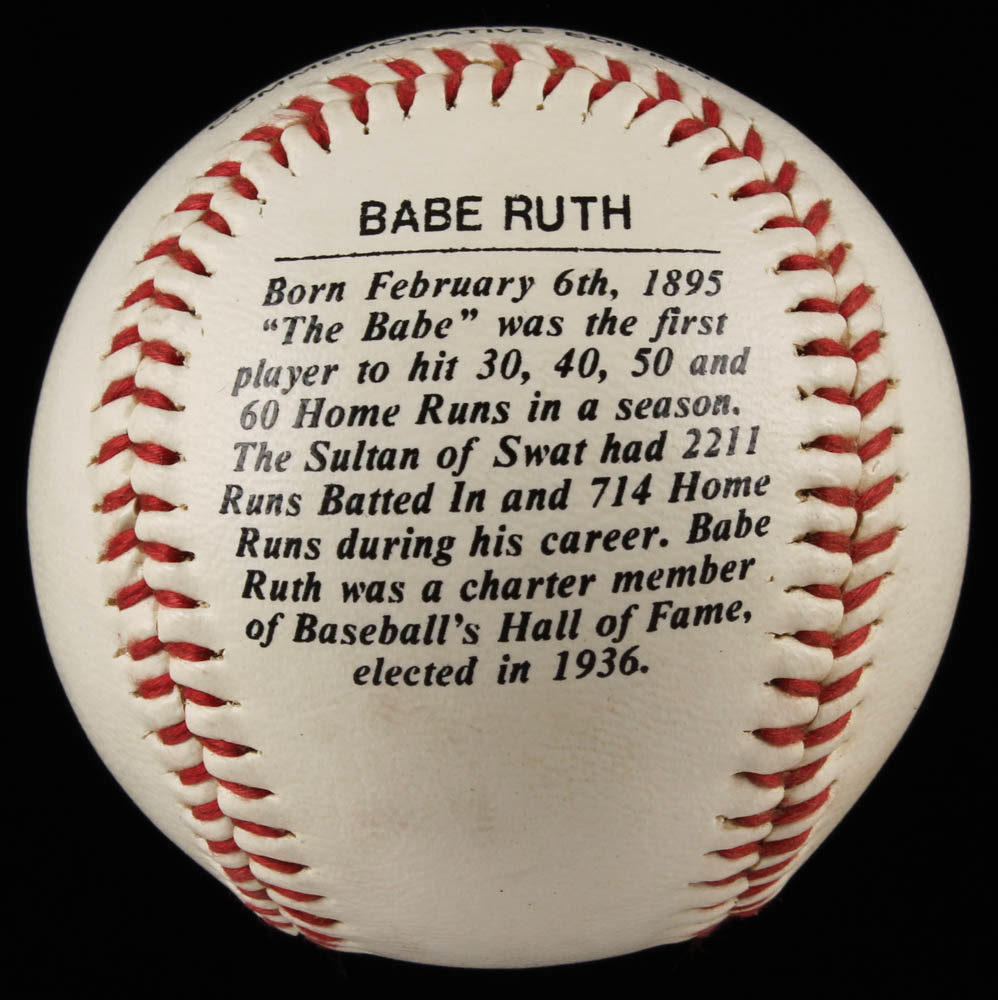 COMMEMORATIVE EDITION
BABE RUTH
Born February 6th, 1895
“The Babe” was the first
player to hit 30, 40, 50 and
60 Home Runs in a season.
The Sultan of Swat had 2211
Runs Batted In and 714 Home
Runs during his career. Babe
Ruth was a charter member
of Baseball’s Hall of Fame,
elected in 1936.